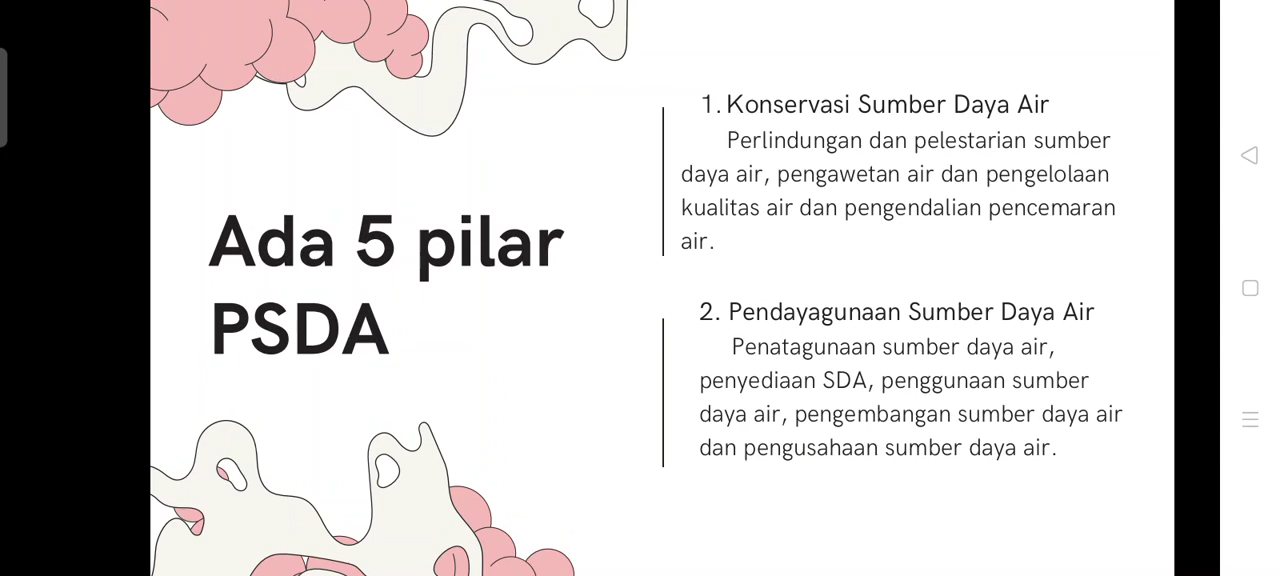 Ada 5 pilar
PSDA
1. Konservasi Sumber Daya Air
Perlindungan dan pelestarian sumber
daya air, pengawetan air dan pengelolaan
kualitas air dan pengendalian pencemaran
air.
2. Pendayagunaan Sumber Daya Air
Penatagunaan sumber daya air,
penyediaan SDA, penggunaan sumber
daya air, pengembangan sumber daya air
dan pengusahaan sumber daya air.